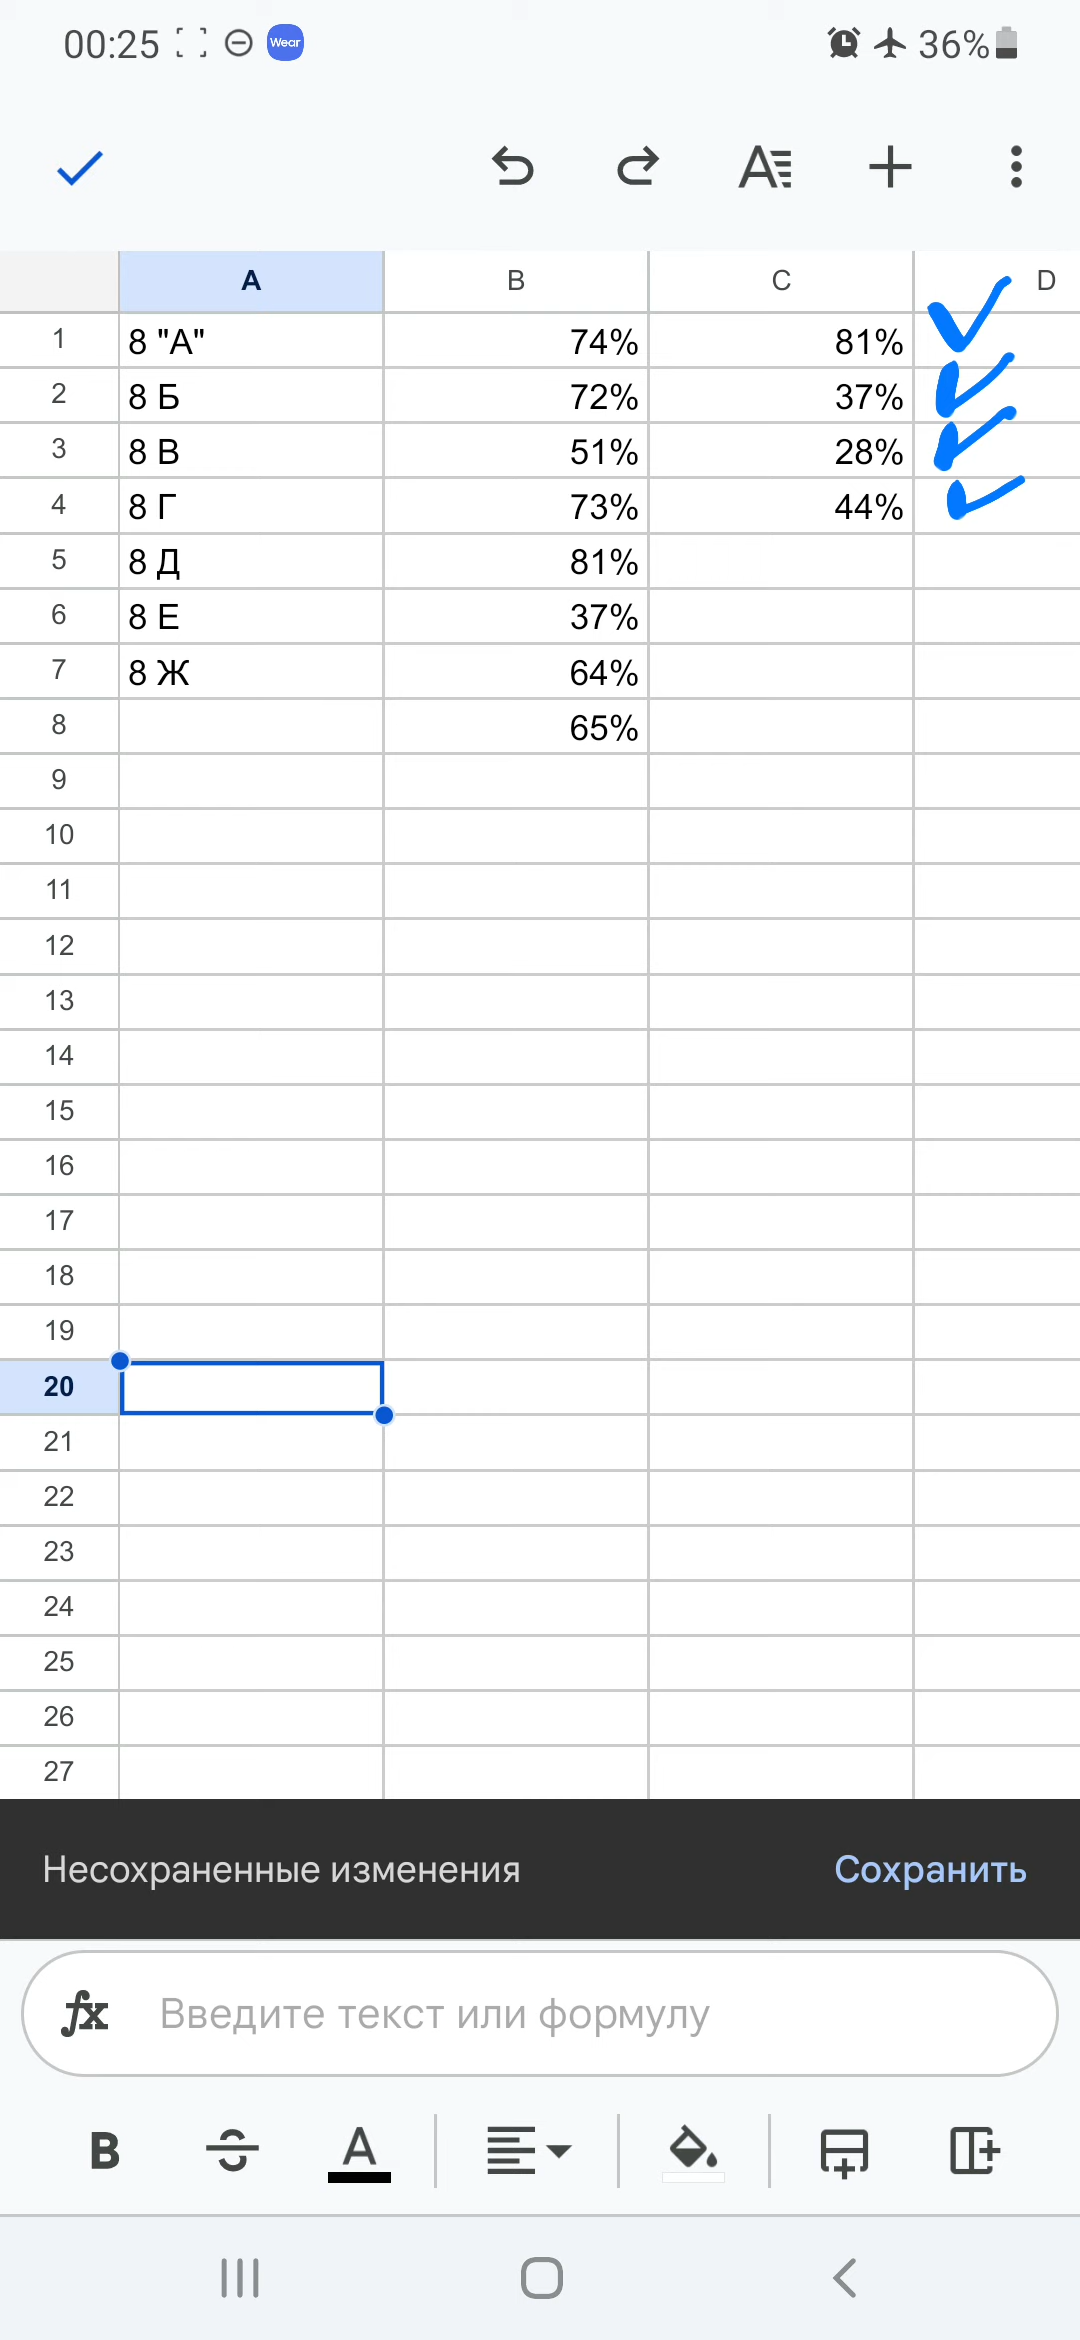 00:25 Wear 36%
A B C D
1 8 "А" 74% 81%
2 8 Б 72% 37%
3 8 В 51% 28%
4 8 Г 73% 44%
5 8 Д 81%
6 8 Е 37%
7 8 Ж 64%
8 65%
9
10
11
12
13
14
15
16
17
18
19
20
21
22
23
24
25
26
27
Несохраненные изменения Сохранить
fx Введите текст или формулу
B S A